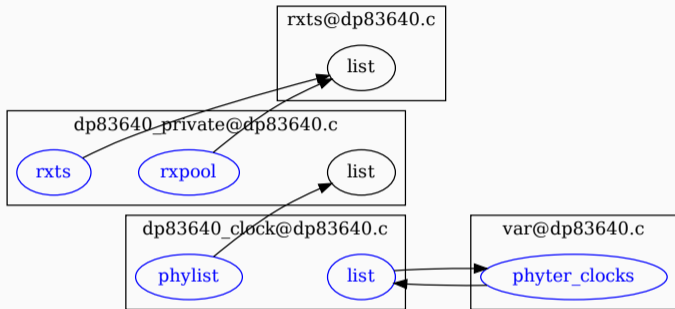 rxts@dp83640.c
list
dp83640_private@dp83640.c
rxts rxpool list
dp83640_clock@dp83640.c var@dp83640.c
phylist list phyter_clocks